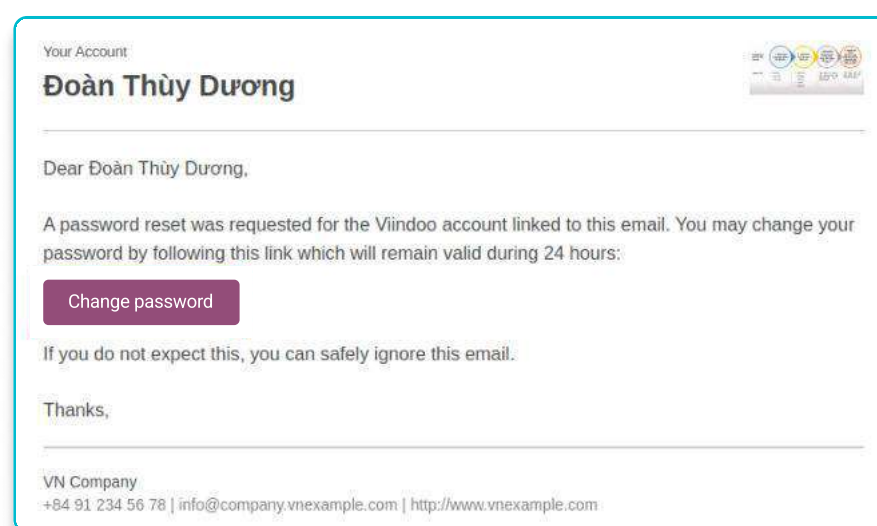 Your Account
Đoàn Thùy Dương
Dear Đoàn Thùy Dương,
A password reset was requested for the Viindoo account linked to this email. You may change your
password by following this link which will remain valid during 24 hours:
Change password
If you do not expect this, you can safely ignore this email.
Thanks,
VN Company
+84 91 234 56 78 | info@company.vnexample.com | http://www.vnexample.com